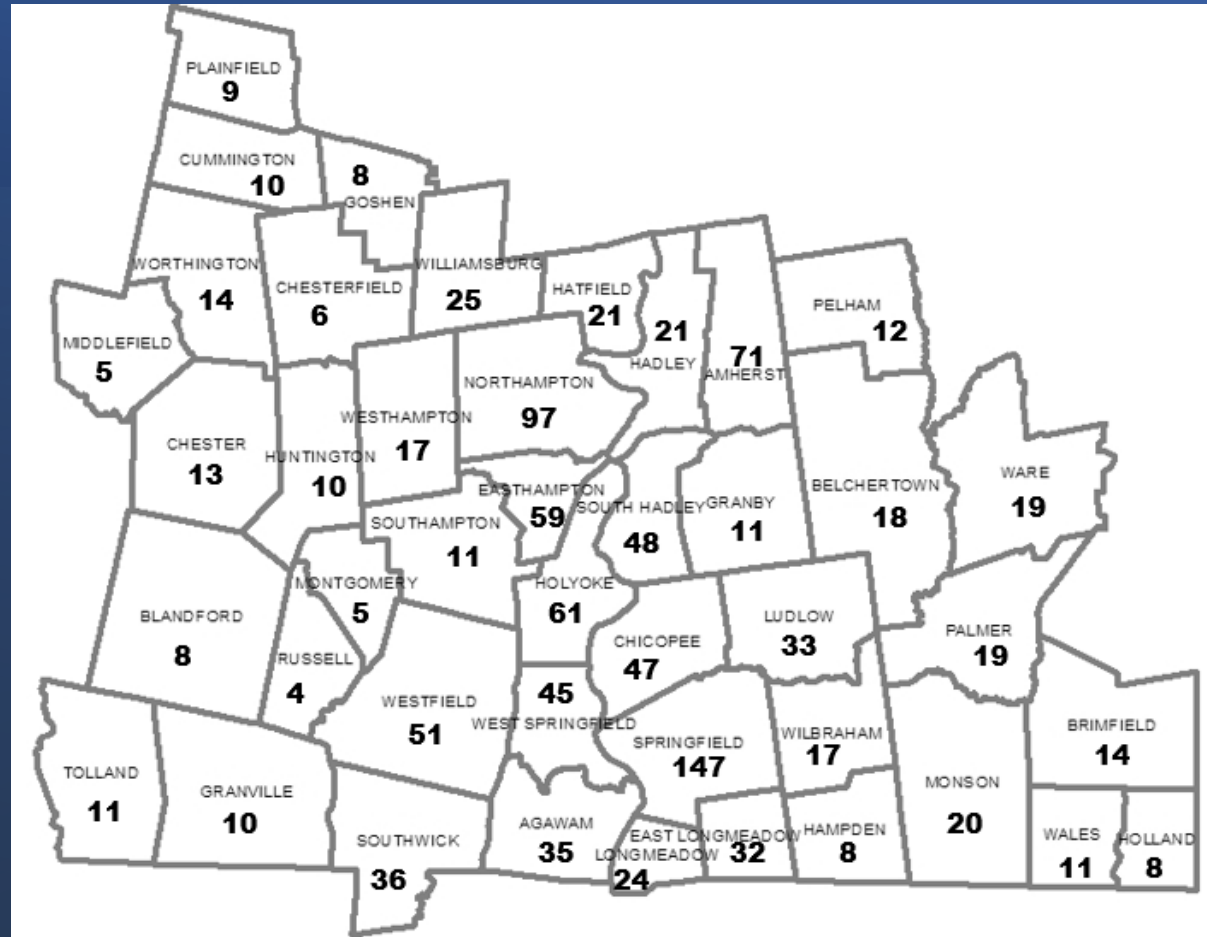 PLAINFIELD
9
CUMMINGTON
10
8
GOSHEN
WORTHINGTON
14
CHESTERFIELD
6
WILLIAMSBURG
25
HATFIELD
21
21
HADLEY
71
AMHERST
PELHAM
12
MIDDLEFIELD
5
NORTHAMPTON
97
WESTHAMPTON
17
CHESTER
13
HUNTINGTON
10
EASTHAMPTON
59
SOUTH HADLEY
48
GRANBY
11
BELCHERTOWN
18
WARE
19
SOUTHAMPTON
11
MONTGOMERY
5
HOLYOKE
61
BLANDFORD
8
RUSSELL
4
CHICOPEE
47
LUDLOW
33
PALMER
19
WESTFIELD
51
45
WEST SPRINGFIELD
SPRINGFIELD
147
WILBRAHAM
17
BRIMFIELD
14
TOLLAND
11
GRANVILLE
10
MONSON
20
SOUTHWICK
36
AGAWAM
35
LONGMEADOW
24
EAST LONGMEADOW
32
HAMPDEN
8
WALES
11
HOLLAND
8